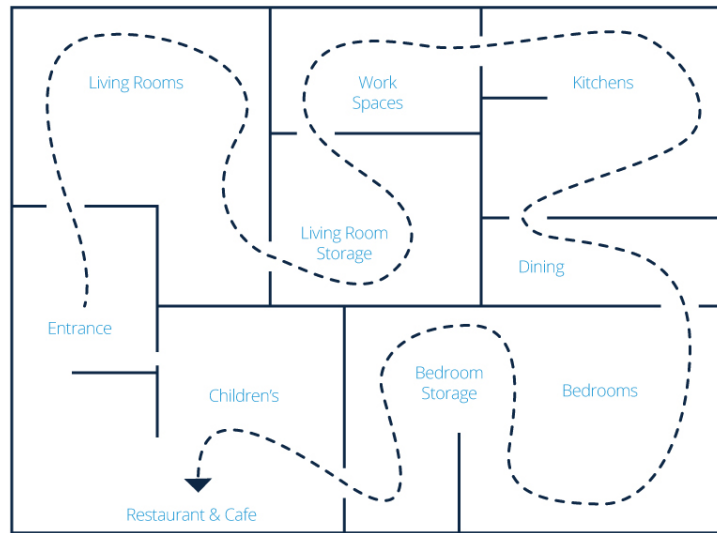 Living Rooms
Work
Spaces
Kitchens
Living Room
Storage
Dining
Entrance
Bedroom
Storage
Bedrooms
Children's
Restaurant & Cafe